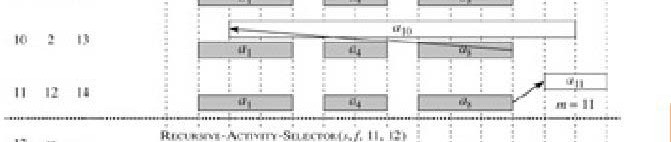 a₁₀
10 2 13
a₁ a₄ a₈
a₁₁
11 12 14
a₁ a₄ a₈
m = 11
RECURSIVE-ACTIVITY-SELECTOR(s, f, 11, 12)